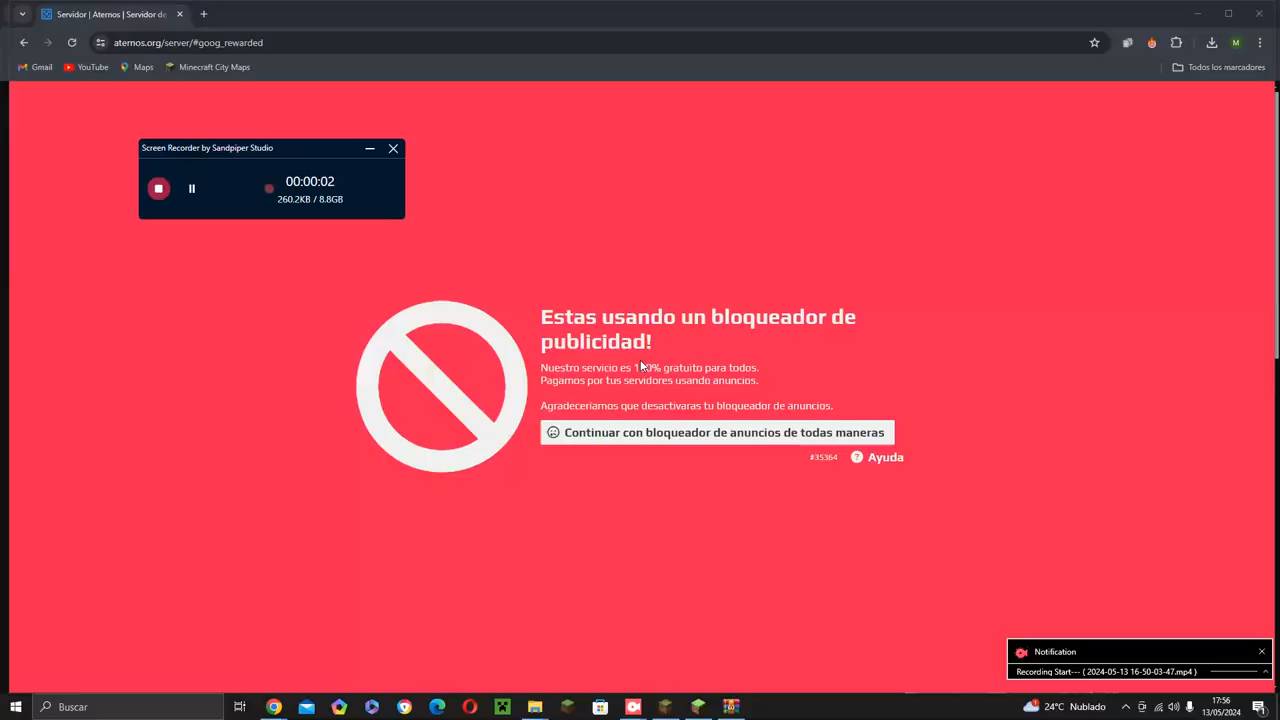 Servidor | Aternos | Servidor de
aternos.org/server/#goog_rewarded
M
Gmail
YouTube
Maps
Minecraft City Maps
Todos los marcadores
Screen Recorder by Sandpiper Studio
00:00:02
260.2KB / 8.8GB
Estas usando un bloqueador de
publicidad!
Nuestro servicio es 100% gratuito para todos.
Pagamos por tus servidores usando anuncios.
Agradeceríamos que desactivaras tu bloqueador de anuncios.
Continuar con bloqueador de anuncios de todas maneras
#35364
? Ayuda
Notification
Recording Start--- ( 2024-05-13 16-50-03-47.mp4 )
Buscar
24°C Nublado
17:56
13/05/2024
1